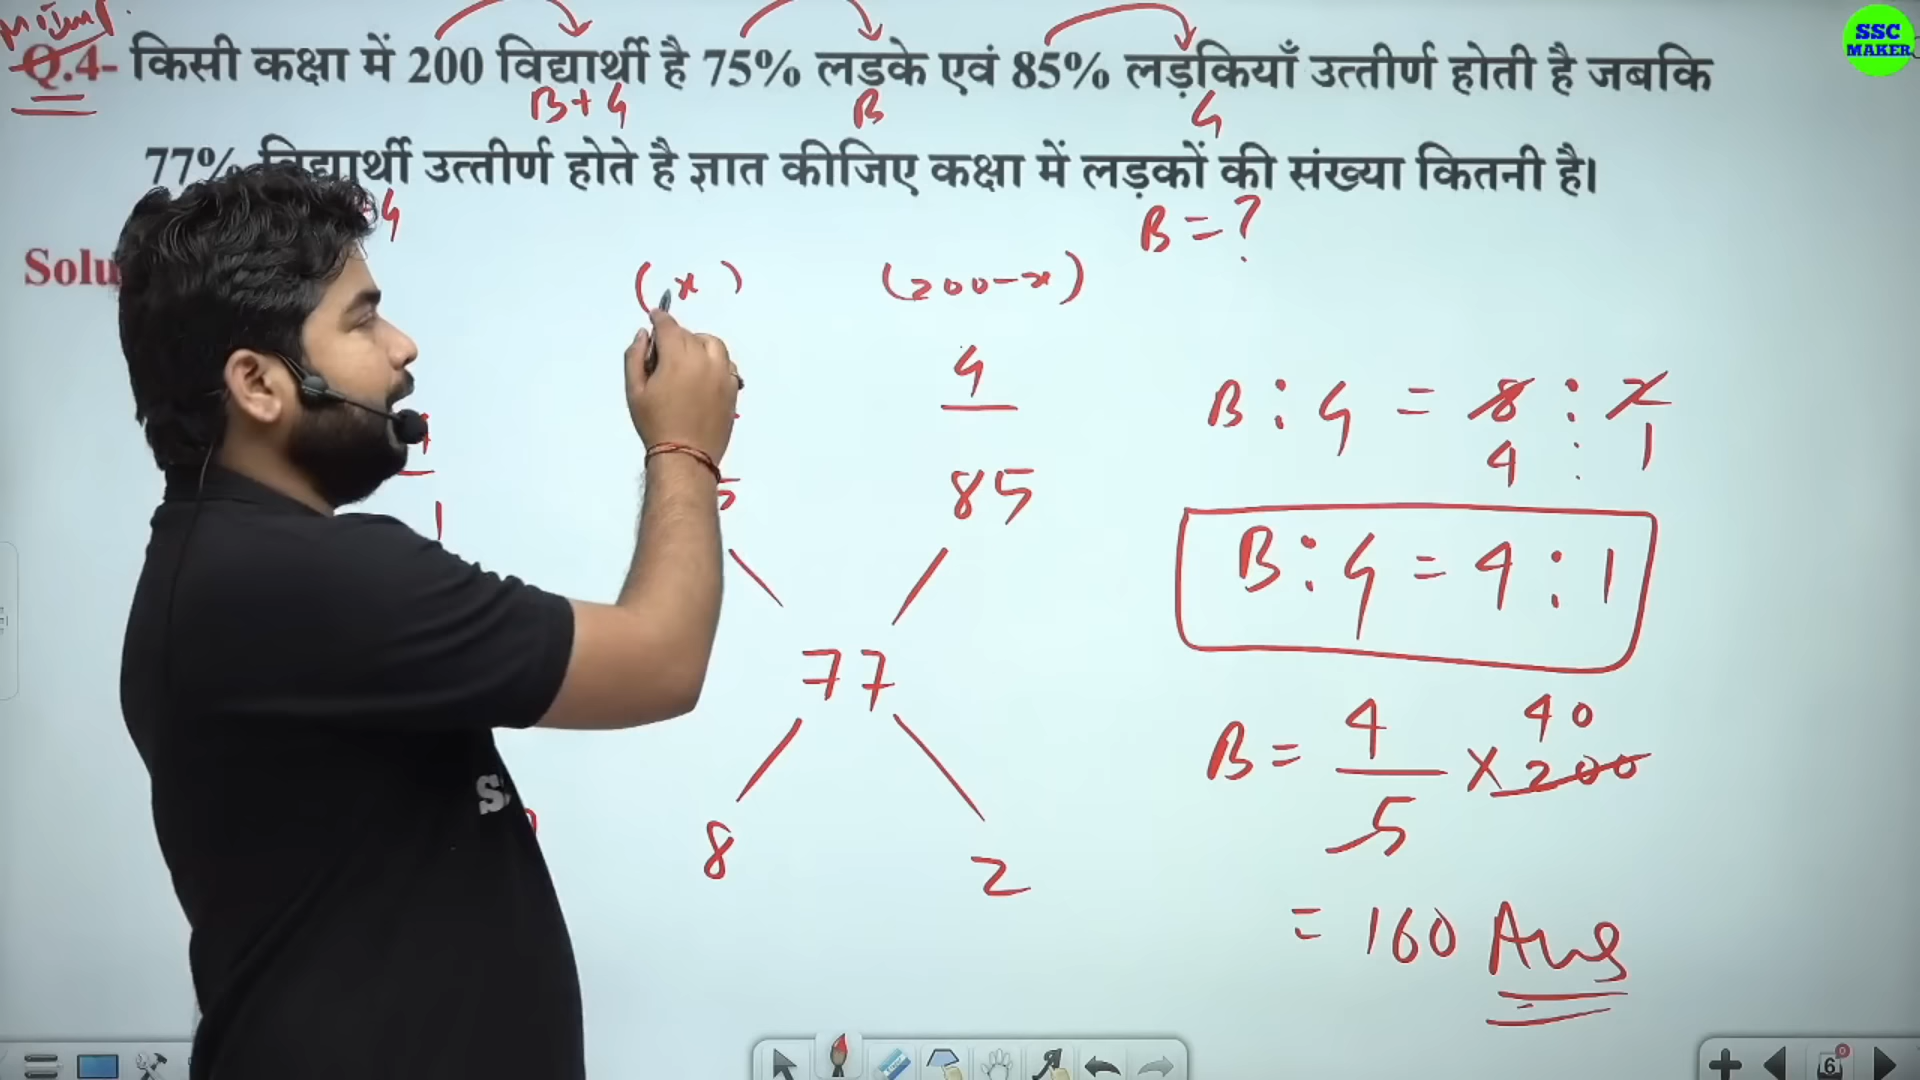 SSC
MAKER
Q.4- किसी कक्षा में 200 विद्यार्थी है 75% लड़के एवं 85% लड़कियाँ उत्तीर्ण होती है जबकि
B+G B G
77% विद्यार्थी उत्तीर्ण होते है ज्ञात कीजिए कक्षा में लड़कों की संख्या कितनी है।
G B = ?
Solu
(x) (200-x)
G
85
77
8 2
B : G = 8 : 2
4 : 1
B : G = 4 : 1
B = 4/5 × 200
40
= 160 Ans